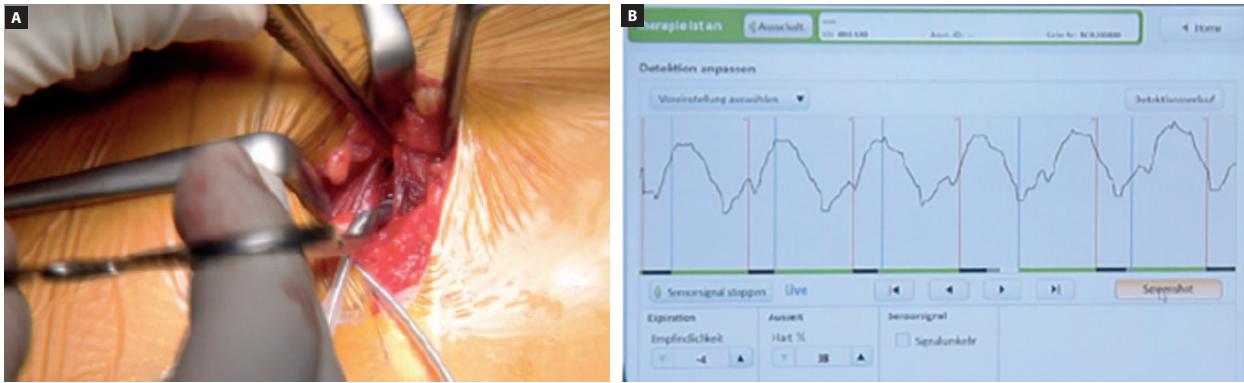 A
B
Therapie ist an
Ausschalt.
Home
Detektion anpassen
Voreinstellung auswählen
Detektionsverlauf
Sensorsignal stoppen
Live
Screenshot
Expiration
Auszeit
Sensorsignal
Empfindlichkeit
Hart %
Signalumkehr
-4
38